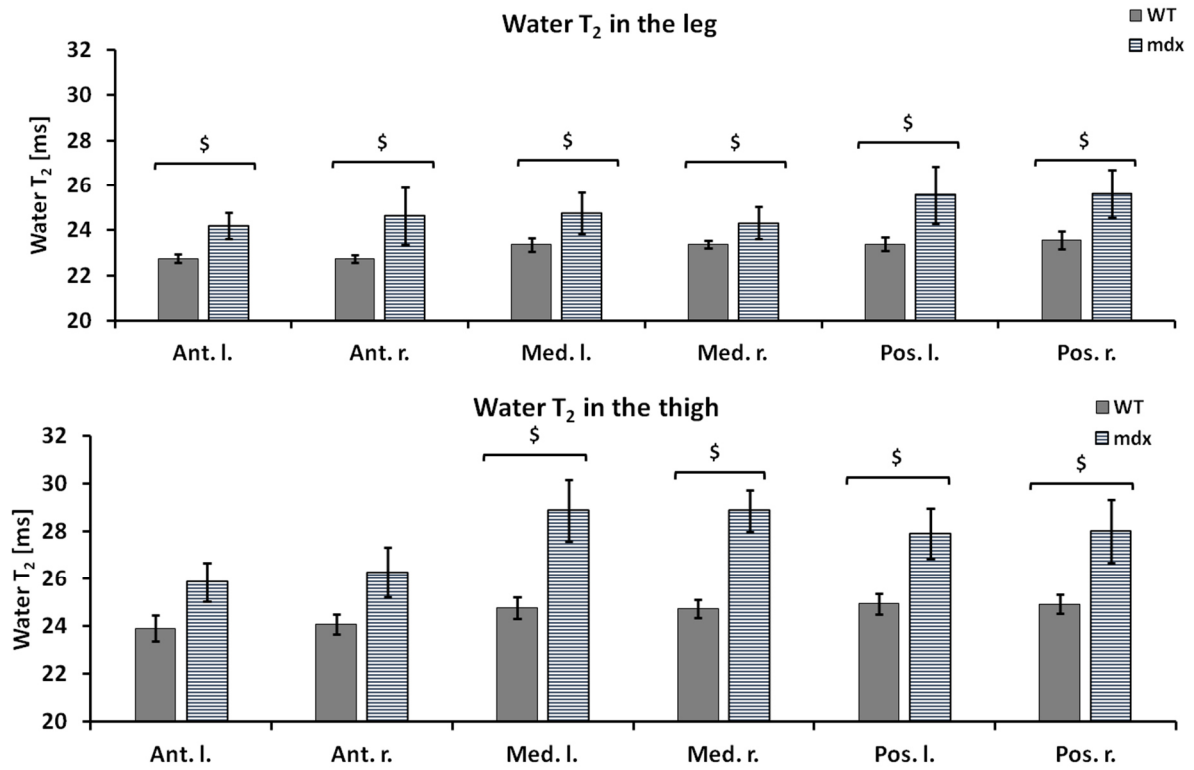 Water T₂ in the leg
WT
mdx
Water T₂ [ms]
32
30
28
26
24
22
20
$ $ $ $ $ $
Ant. l. Ant. r. Med. l. Med. r. Pos. l. Pos. r.
Water T₂ in the thigh
WT
mdx
Water T₂ [ms]
32
30
28
26
24
22
20
$ $ $ $
Ant. l. Ant. r. Med. l. Med. r. Pos. l. Pos. r.